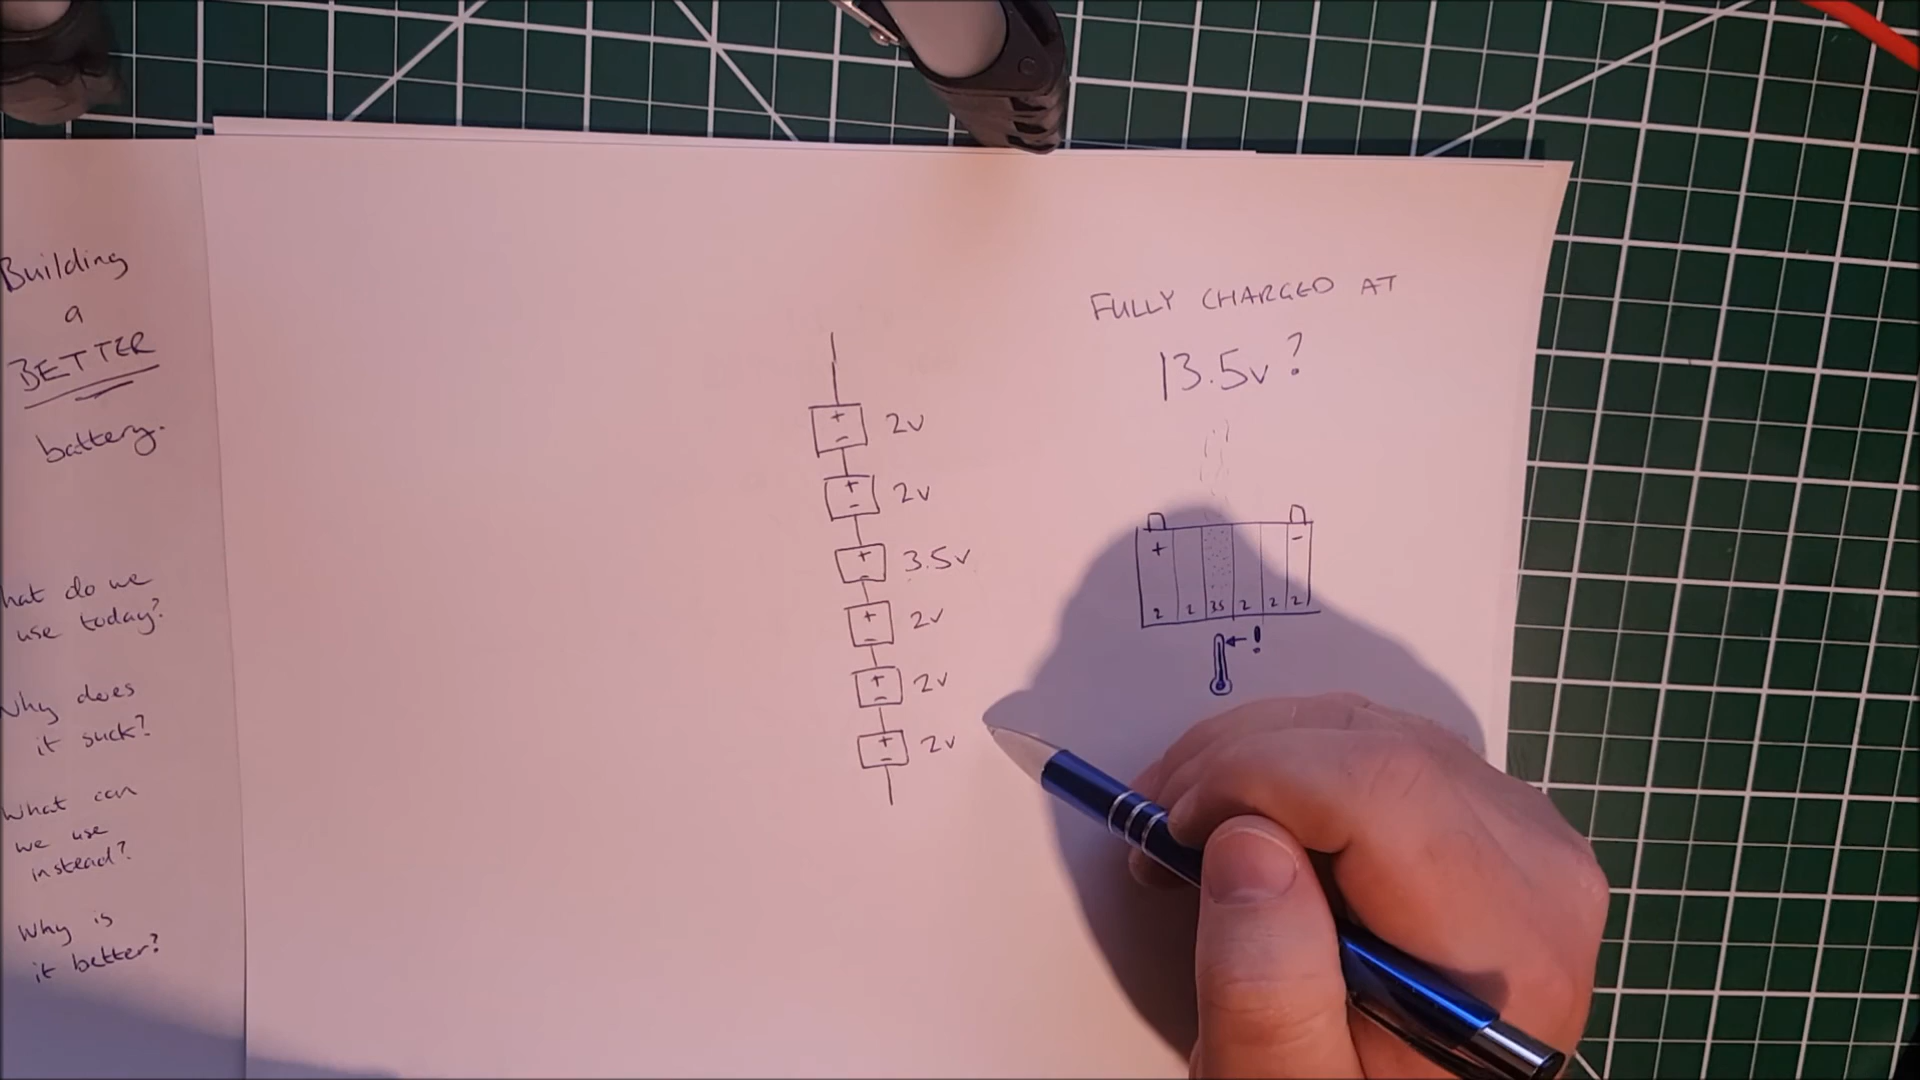 Building
a
BETTER
battery.
hat do we
use today?
Why does
it suck?
What can
we use
instead?
Why is
it better?
+
-
2v
+
-
2v
+
-
3.5v
+
-
2v
+
-
2v
+
-
2v
FULLY CHARGED AT
13.5v?
+ -
2 2 35 2 2 2
!